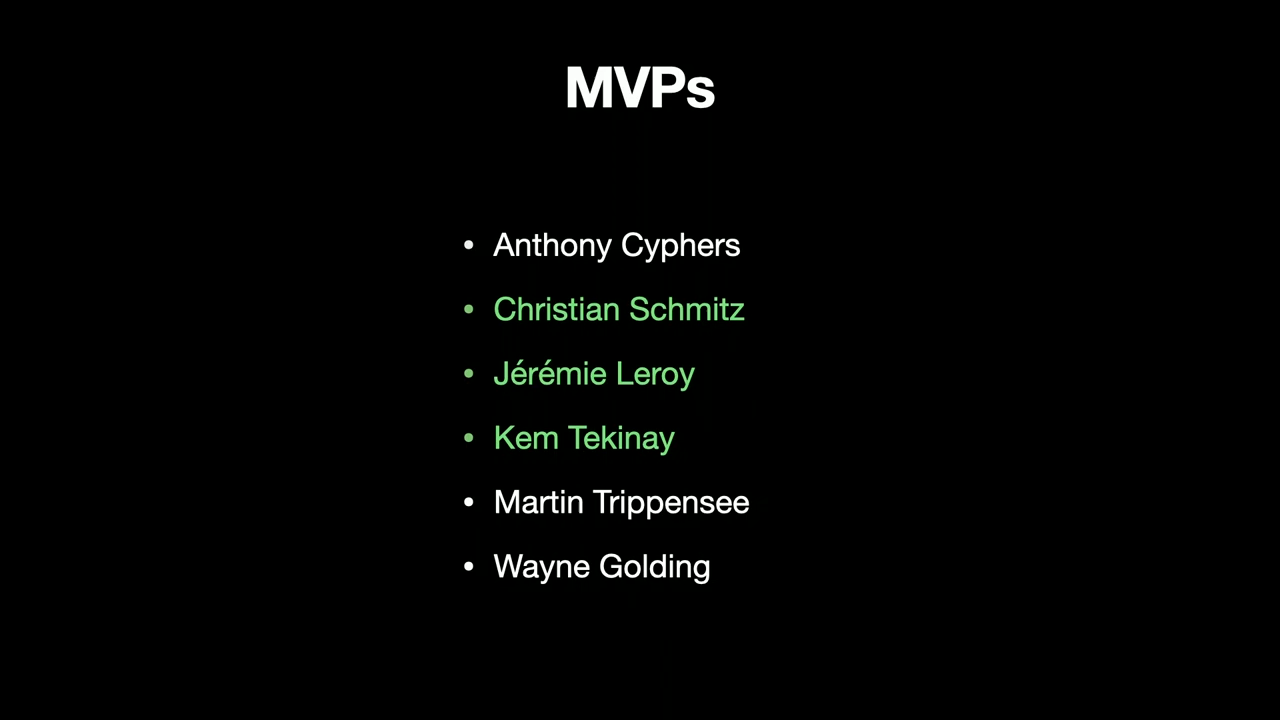 MVPs
• Anthony Cyphers
• Christian Schmitz
• Jérémie Leroy
• Kem Tekinay
• Martin Trippensee
• Wayne Golding